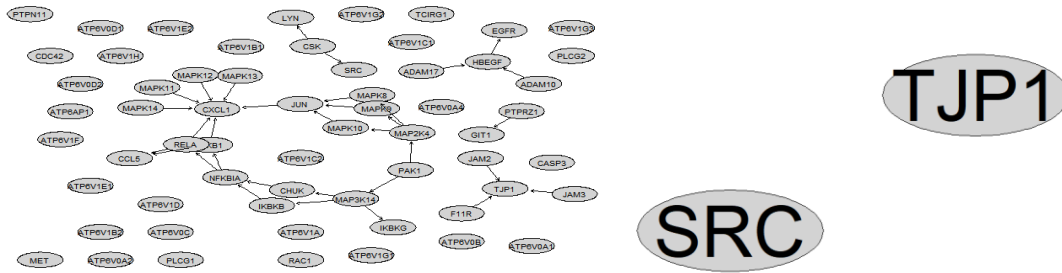 PTPN11
LYN
ATP6V1G2
TCIRG1
ATP6V0D1
ATP6V1E2
EGFR
ATP6V1G3
CDC42
ATP6V1H
ATP6V1B1
CSK
ATP6V1C1
HBEGF
PLCG2
SRC
ADAM17
ADAM10
ATP6V0D2
MAPK12
MAPK13
MAPK11
MAPK8
ATP6AP1
MAPK14
CXCL1
JUN
MAPK9
ATP6V0A4
PTPRZ1
MAPK10
MAP2K4
GIT1
ATP6V1F
RELA
CCL5
ATP6V1C2
JAM2
CASP3
PAK1
NFKBIA
ATP6V1E1
CHUK
MAP3K14
TJP1
JAM3
ATP6V1D
IKBKB
F11R
IKBKG
ATP6V1B2
ATP6V0C
ATP6V1A
ATP6V0B
ATP6V0A1
MET
ATP6V0A2
PLCG1
RAC1
ATP6V1G1
TJP1
SRC